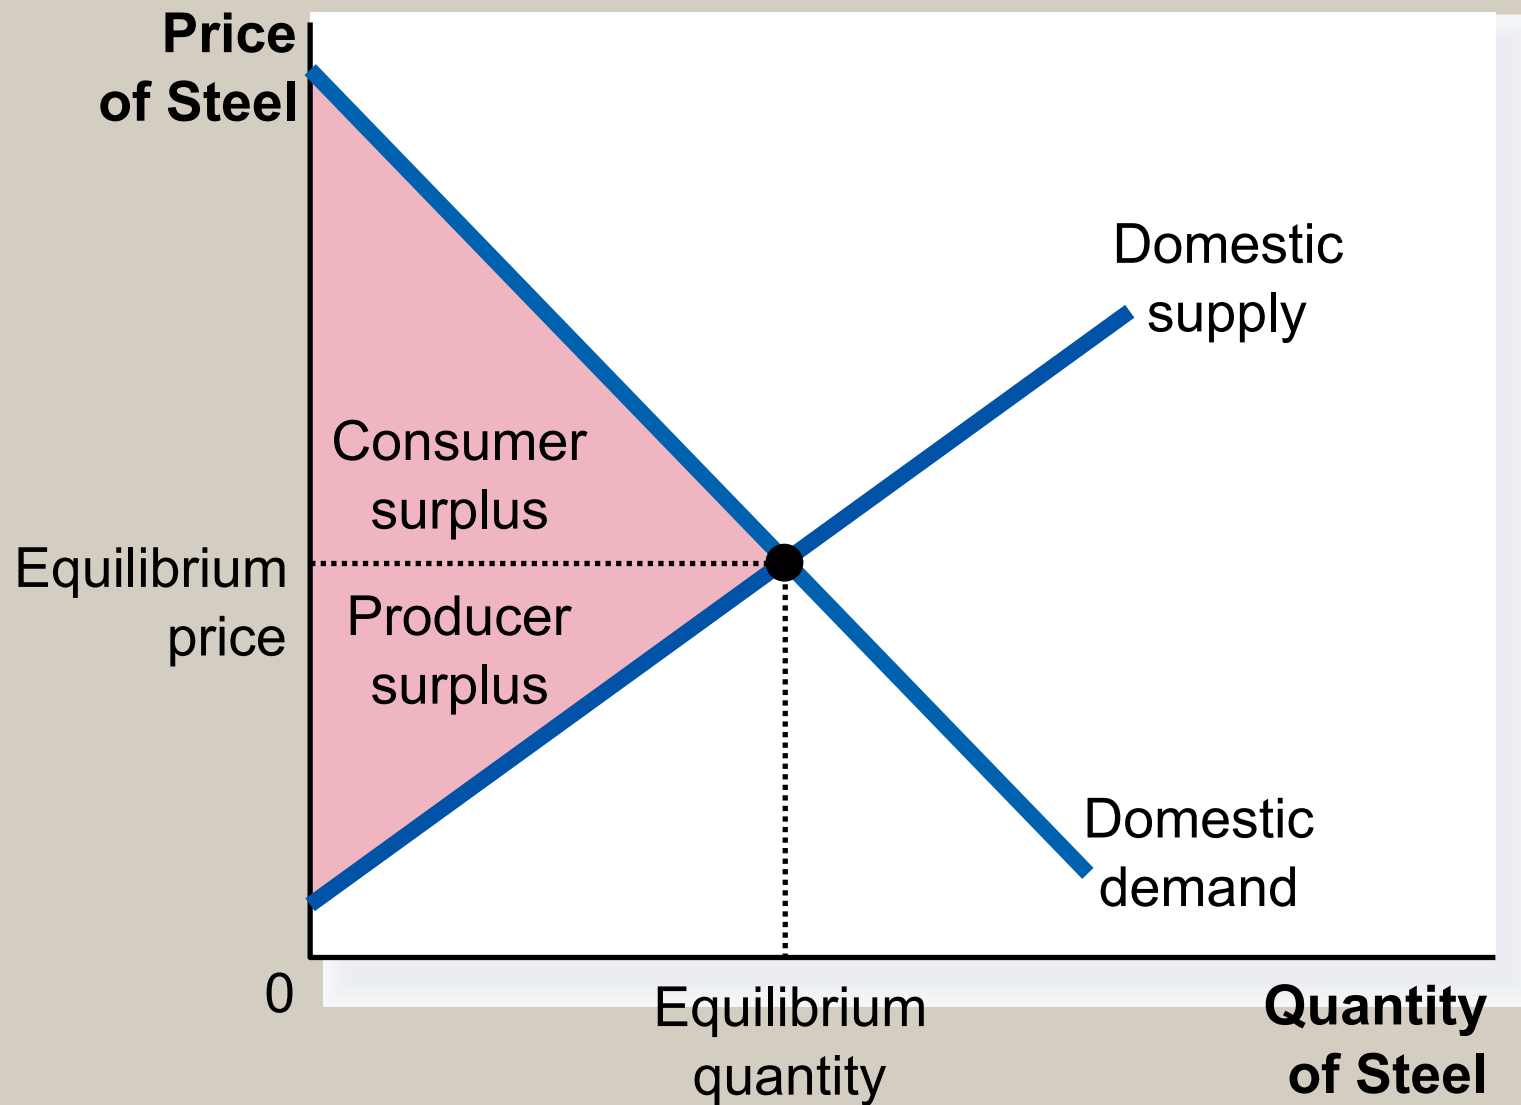 Price
of Steel
Domestic
supply
Consumer
surplus
Equilibrium
price
Producer
surplus
Domestic
demand
0
Equilibrium
quantity
Quantity
of Steel